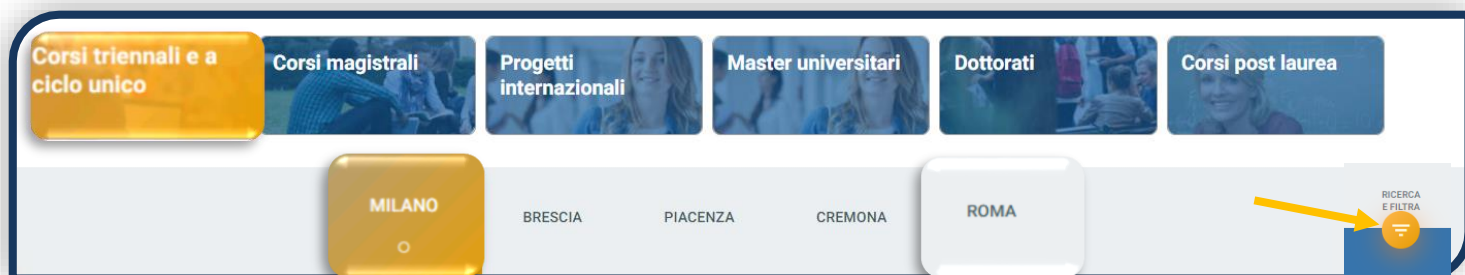 Corsi triennali e a
ciclo unico
Corsi magistrali
Progetti
internazionali
Master universitari
Dottorati
Corsi post laurea
MILANO
BRESCIA
PIACENZA
CREMONA
ROMA
RICERCA
E FILTRA